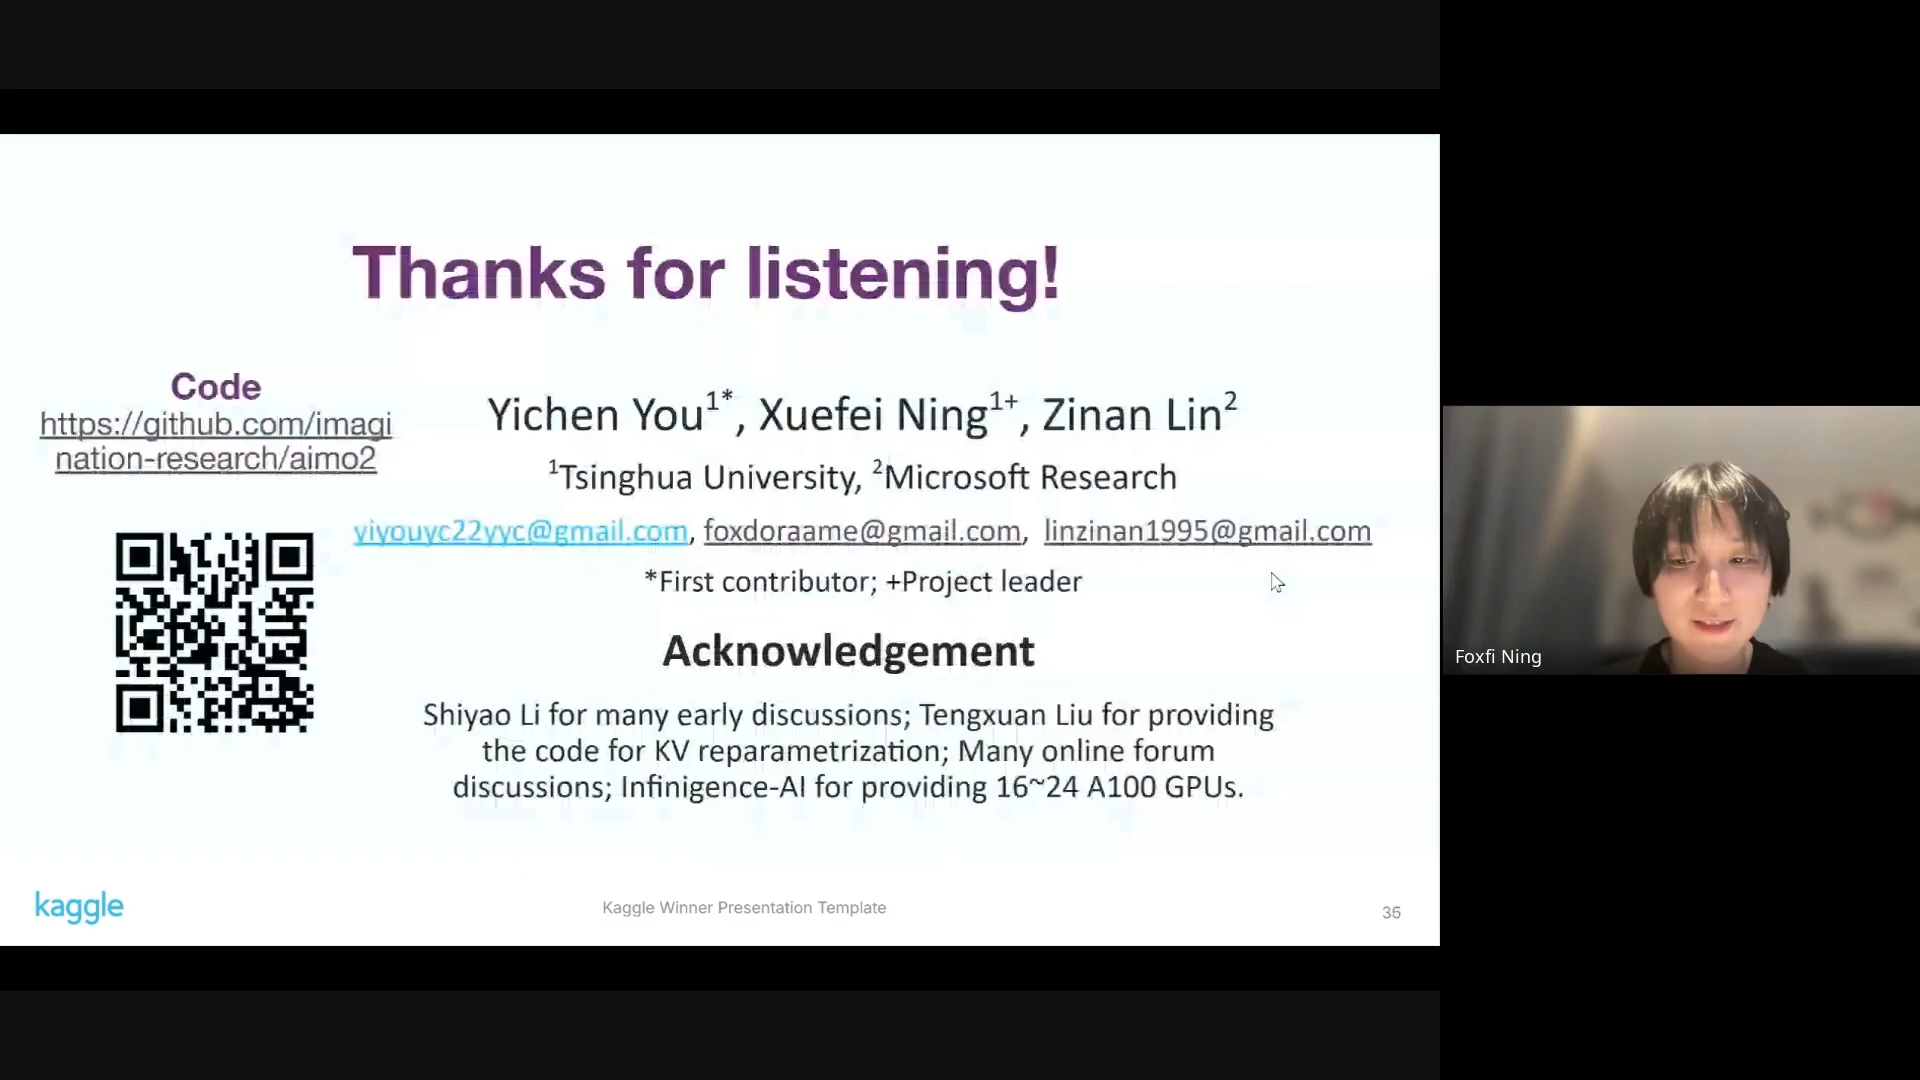 Thanks for listening!
Code
https://github.com/imagi
nation-research/aimo2
Yichen You1*, Xuefei Ning1+, Zinan Lin2
1Tsinghua University, 2Microsoft Research
yiyouyc22yyc@gmail.com, foxdoraame@gmail.com, linzinan1995@gmail.com
*First contributor; +Project leader
Acknowledgement
Shiyao Li for many early discussions; Tengxuan Liu for providing
the code for KV reparametrization; Many online forum
discussions; Infinigence-AI for providing 16~24 A100 GPUs.
kaggle
Kaggle Winner Presentation Template
35
Foxfi Ning